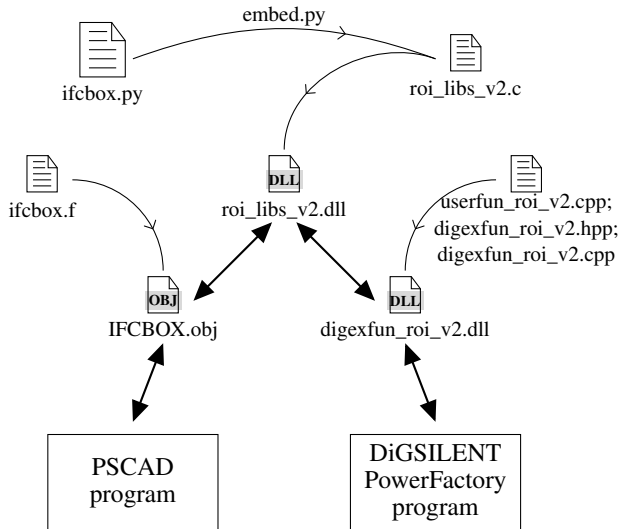 embed.py
ifcbox.py
roi_libs_v2.c
DLL
roi_libs_v2.dll
ifcbox.f
userfun_roi_v2.cpp;
digexfun_roi_v2.hpp;
digexfun_roi_v2.cpp
OBJ
IFCBOX.obj
DLL
digexfun_roi_v2.dll
PSCAD
program
DiGSILENT
PowerFactory
program